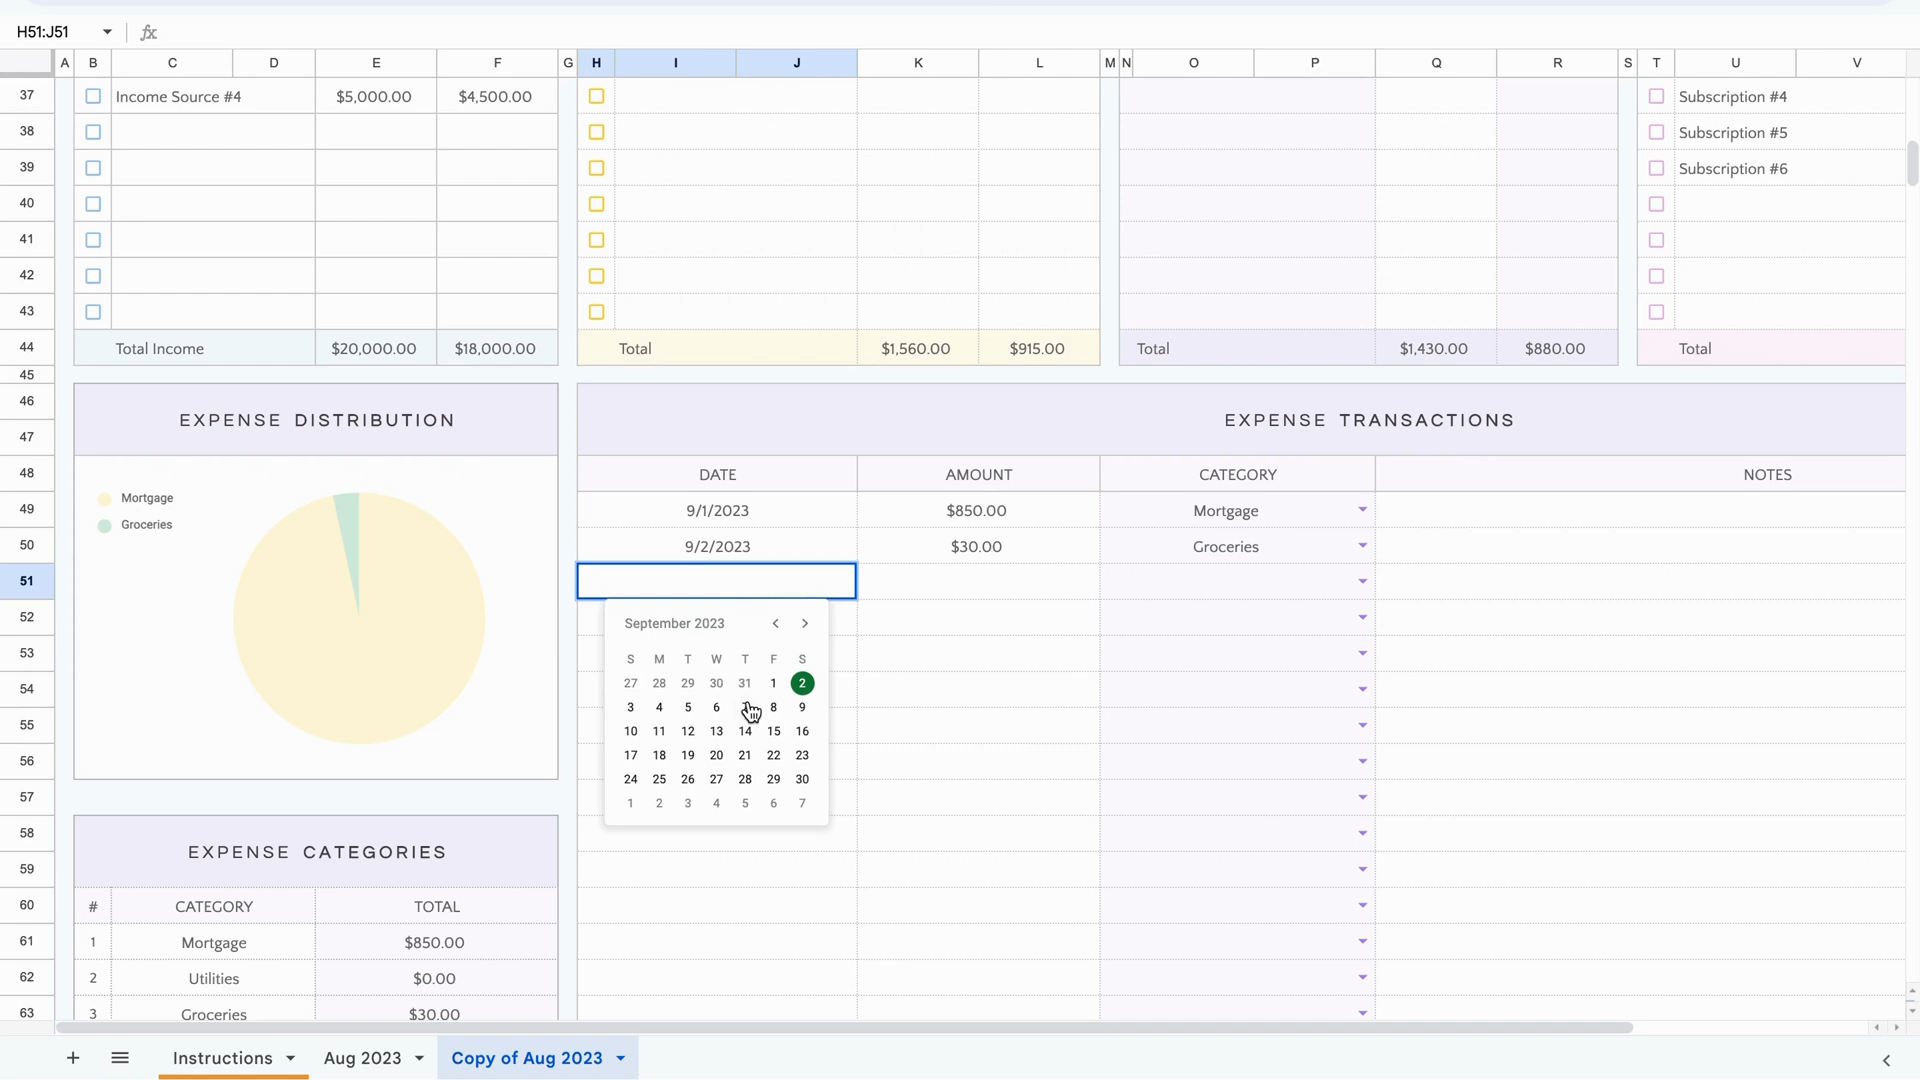 H51:J51
fx
A B C D E F G H I J K L M N O P Q R S T U V
37 Income Source #4 $5,000.00 $4,500.00 Subscription #4
38 Subscription #5
39 Subscription #6
40
41
42
43
44 Total Income $20,000.00 $18,000.00 Total $1,560.00 $915.00 Total $1,430.00 $880.00 Total
45
46
EXPENSE DISTRIBUTION EXPENSE TRANSACTIONS
47
48 DATE AMOUNT CATEGORY NOTES
Mortgage
49 9/1/2023 $850.00 Mortgage
Groceries
50 9/2/2023 $30.00 Groceries
51
52
September 2023
53
S M T W T F S
54
27 28 29 30 31 1 2
3 4 5 6 8 9
55
10 11 12 13 14 15 16
56
17 18 19 20 21 22 23
24 25 26 27 28 29 30
57
1 2 3 4 5 6 7
58
EXPENSE CATEGORIES
59
60 # CATEGORY TOTAL
61 1 Mortgage $850.00
62 2 Utilities $0.00
63 3 Groceries $30.00
Instructions Aug 2023 Copy of Aug 2023